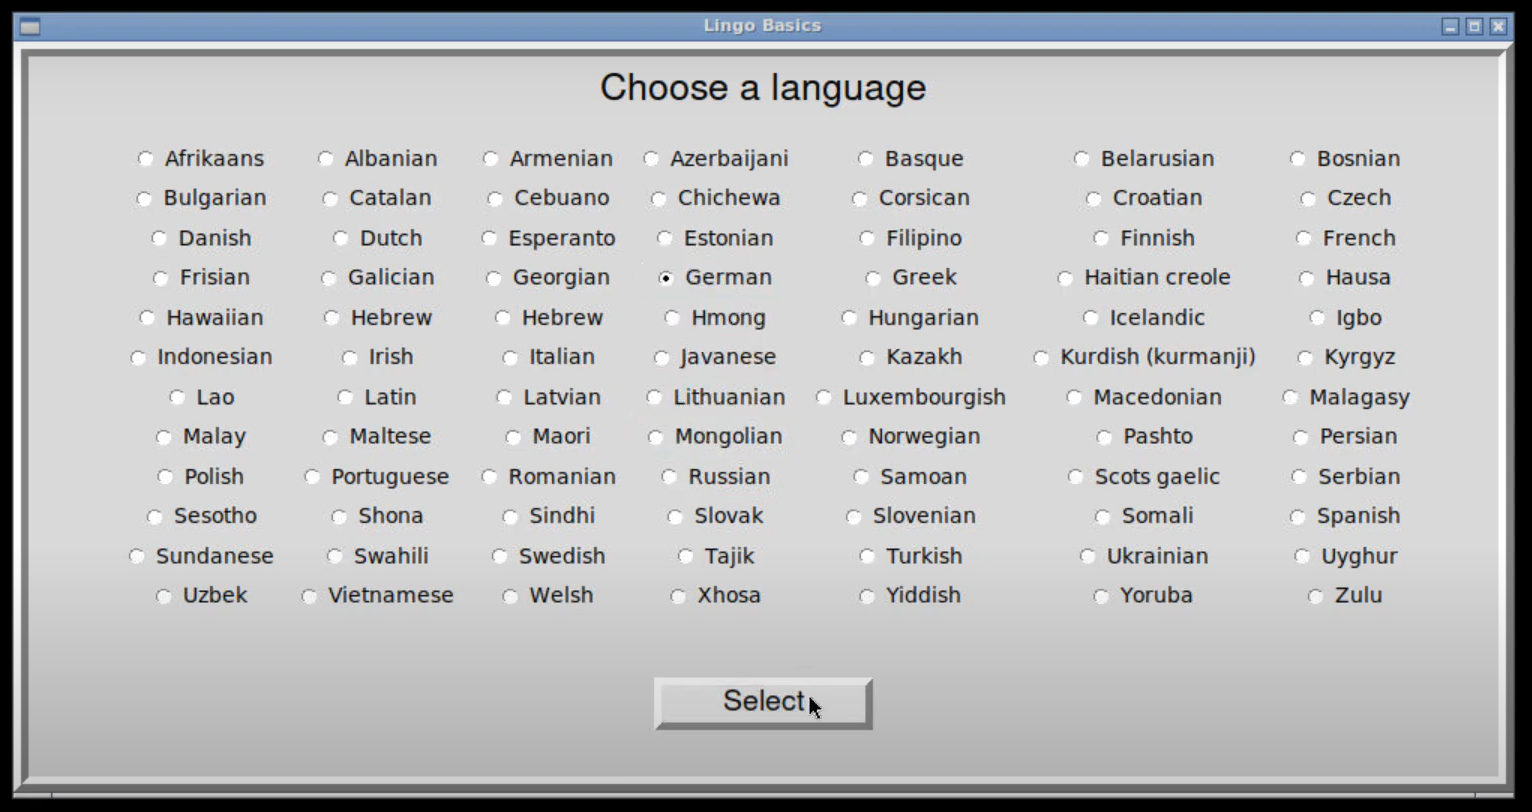 Lingo Basics
Choose a language
Afrikaans Albanian Armenian Azerbaijani Basque Belarusian Bosnian
Bulgarian Catalan Cebuano Chichewa Corsican Croatian Czech
Danish Dutch Esperanto Estonian Filipino Finnish French
Frisian Galician Georgian German Greek Haitian creole Hausa
Hawaiian Hebrew Hebrew Hmong Hungarian Icelandic Igbo
Indonesian Irish Italian Javanese Kazakh Kurdish (kurmanji) Kyrgyz
Lao Latin Latvian Lithuanian Luxembourgish Macedonian Malagasy
Malay Maltese Maori Mongolian Norwegian Pashto Persian
Polish Portuguese Romanian Russian Samoan Scots gaelic Serbian
Sesotho Shona Sindhi Slovak Slovenian Somali Spanish
Sundanese Swahili Swedish Tajik Turkish Ukrainian Uyghur
Uzbek Vietnamese Welsh Xhosa Yiddish Yoruba Zulu
Select